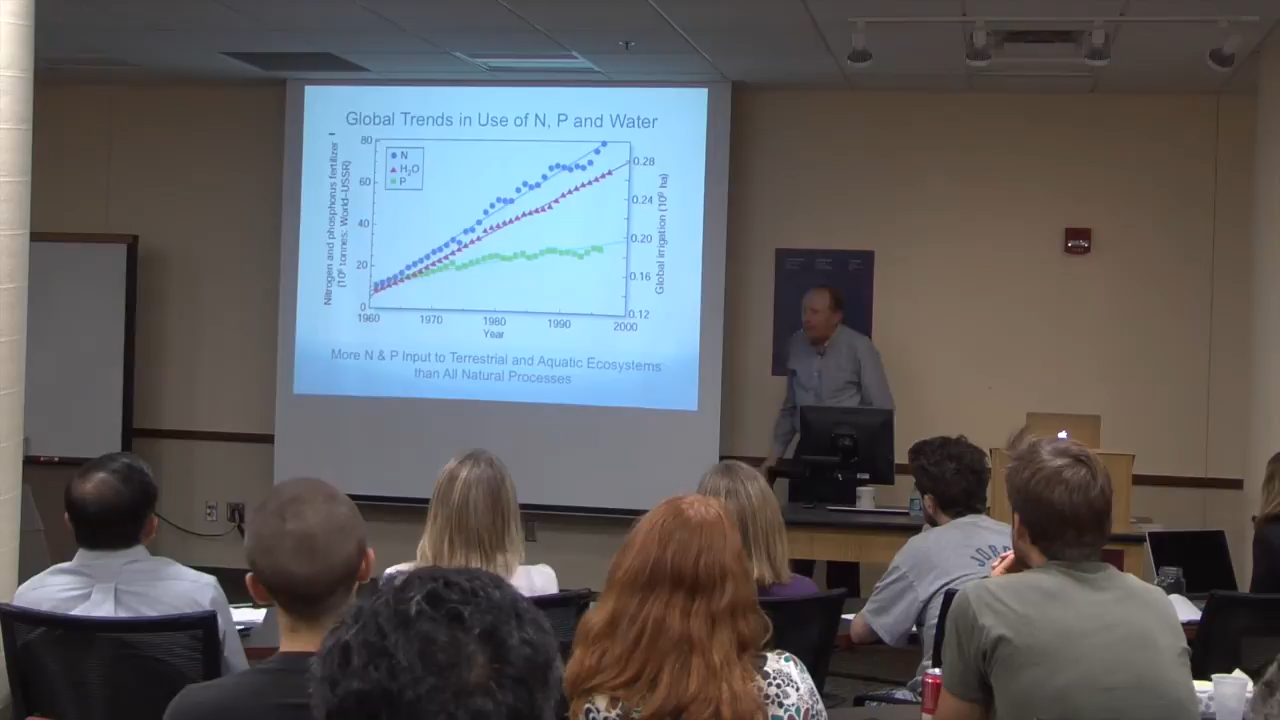 Global Trends in Use of N, P and Water
Nitrogen and phosphorus fertilizer
(10⁶ tonnes; World–USSR)
80
60
40
20
0
N
H₂O
P
0.28
0.24
0.20
0.16
0.12
Global irrigation (10⁹ ha)
1960 1970 1980 1990 2000
Year
More N & P Input to Terrestrial and Aquatic Ecosystems
than All Natural Processes